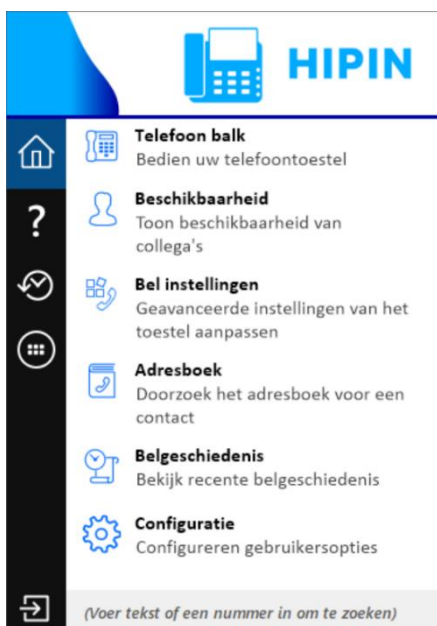 HIPIN
Telefoon balk
Bedien uw telefoontoestel
Beschikbaarheid
Toon beschikbaarheid van
collega's
Bel instellingen
Geavanceerde instellingen van het
toestel aanpassen
Adresboek
Doorzoek het adresboek voor een
contact
Belgeschiedenis
Bekijk recente belgeschiedenis
Configuratie
Configureren gebruikersopties
(Voer tekst of een nummer in om te zoeken)